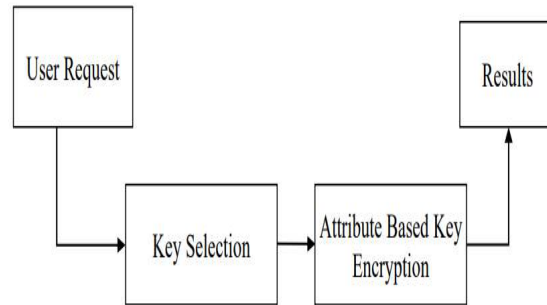 User Request
Results
Key Selection
Attribute Based Key
Encryption